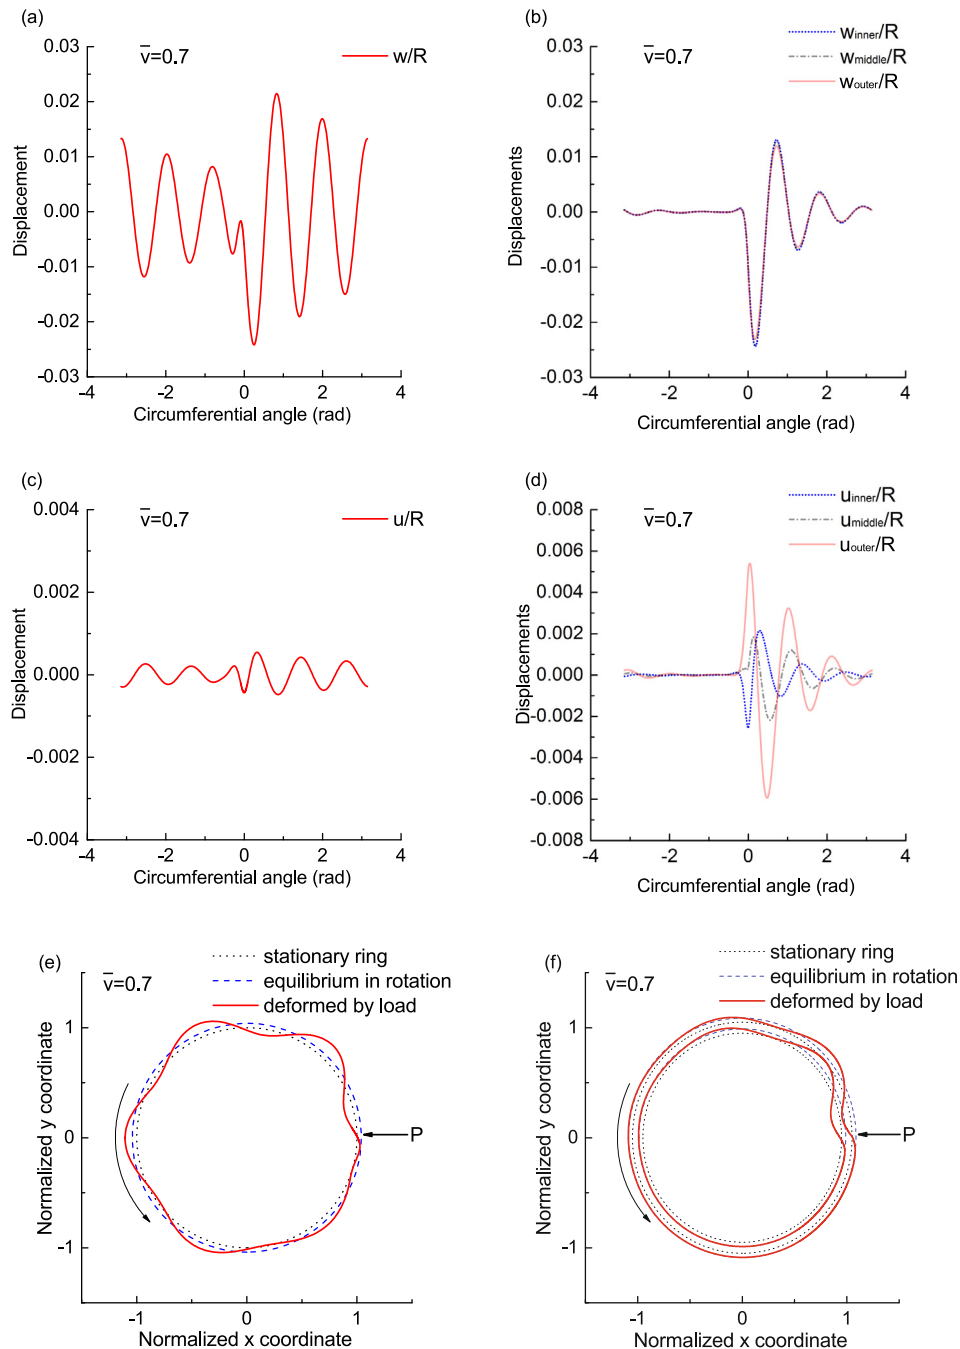 (a)
v̄=0.7
w/R
0.03
0.02
0.01
0.00
-0.01
-0.02
-0.03
-4
-2
0
2
4
Displacement
Circumferential angle (rad)
(b)
v̄=0.7
winner/R
wmiddle/R
wouter/R
0.03
0.02
0.01
0.00
-0.01
-0.02
-0.03
-4
-2
0
2
4
Displacements
Circumferential angle (rad)
(c)
v̄=0.7
u/R
0.004
0.002
0.000
-0.002
-0.004
-4
-2
0
2
4
Displacement
Circumferential angle (rad)
(d)
v̄=0.7
uinner/R
umiddle/R
uouter/R
0.008
0.006
0.004
0.002
0.000
-0.002
-0.004
-0.006
-0.008
-4
-2
0
2
4
Displacements
Circumferential angle (rad)
(e)
v̄=0.7
stationary ring
equilibrium in rotation
deformed by load
1
0
-1
P
-1
0
1
Normalized y coordinate
Normalized x coordinate
(f)
v̄=0.7
stationary ring
equilibrium in rotation
deformed by load
1
0
-1
P
-1
0
1
Normalized y coordinate
Normalized x coordinate